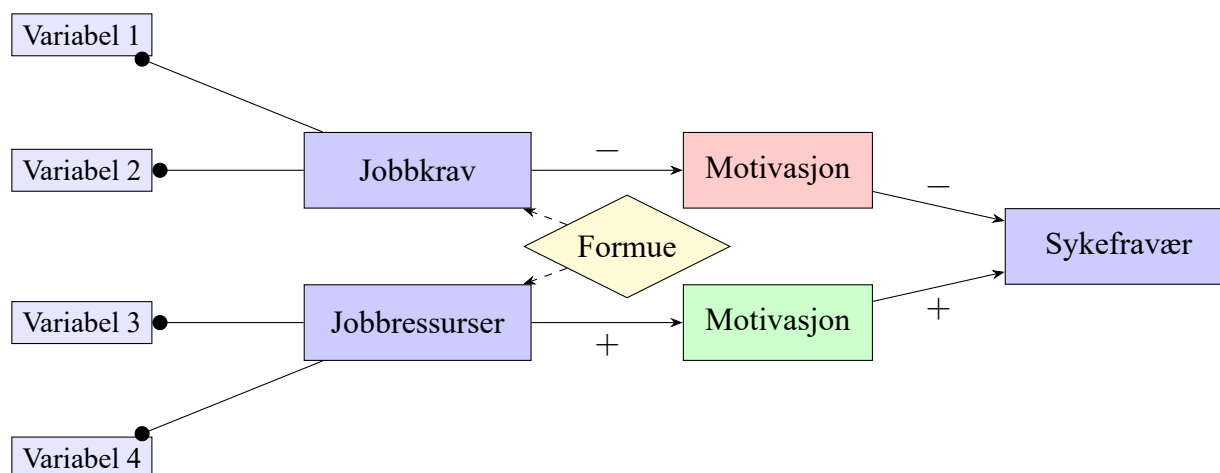 Variabel 1
Variabel 2
Jobbkrav
−
Motivasjon
−
Formue
Sykefravær
Variabel 3
Jobbressurser
+
Motivasjon
+
Variabel 4